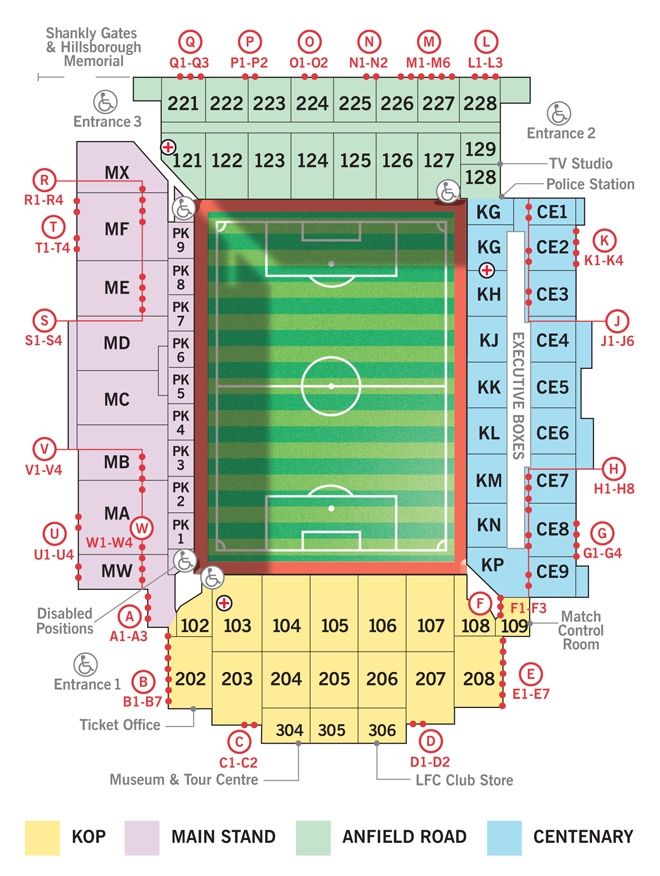 Shankly Gates
& Hillsborough
Memorial
Q
Q1-Q3
P
P1-P2
O
O1-O2
N
N1-N2
M
M1-M6
L
L1-L3
Entrance 3
Entrance 2
221 222 223 224 225 226 227 228
121 122 123 124 125 126 127
129
128
TV Studio
Police Station
R
R1-R4
T
T1-T4
S
S1-S4
V
V1-V4
U
U1-U4
W
W1-W4
MX
MF
ME
MD
MC
MB
MA
MW
PK
9
PK
8
PK
7
PK
6
PK
5
PK
4
PK
3
PK
2
PK
1
KG
KG
KH
KJ
KK
KL
KM
KN
KP
EXECUTIVE BOXES
CE1
CE2
CE3
CE4
CE5
CE6
CE7
CE8
CE9
K
K1-K4
J
J1-J6
H
H1-H8
G
G1-G4
F
F1-F3
Disabled
Positions
A
A1-A3
Entrance 1
B
B1-B7
102 103 104 105 106 107 108 109
Match
Control
Room
202 203 204 205 206 207 208
E
E1-E7
304 305 306
Ticket Office
C
C1-C2
D
D1-D2
Museum & Tour Centre
LFC Club Store
KOP MAIN STAND ANFIELD ROAD CENTENARY